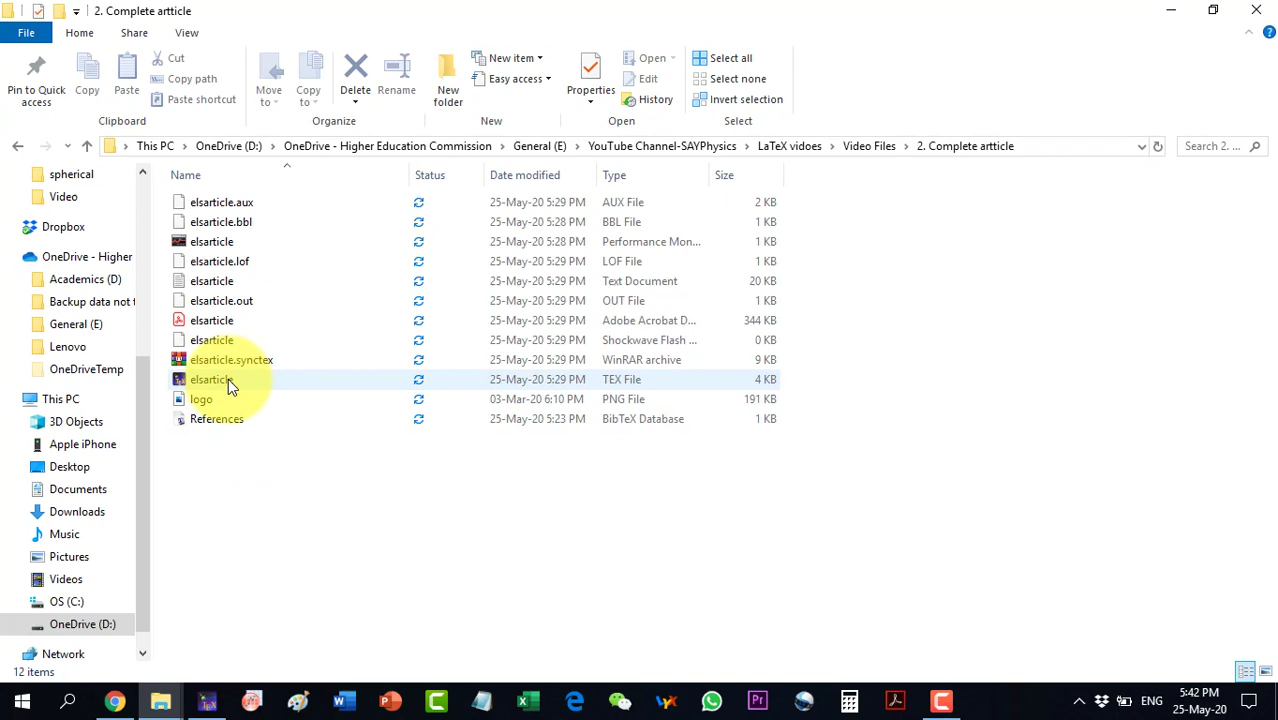 2. Complete artticle
File Home Share View
Pin to Quick access
Copy
Paste
Cut
Copy path
Paste shortcut
Clipboard
Move to
Copy to
Delete
Rename
Organize
New folder
New item
Easy access
New
Properties
Open
Edit
History
Open
Select all
Select none
Invert selection
Select
This PC OneDrive (D:) OneDrive - Higher Education Commission General (E) YouTube Channel-SAYPhysics LaTeX vidoes Video Files 2. Complete artticle
Search 2. ...
spherical
Video
Dropbox
OneDrive - Higher
Academics (D)
Backup data not t
General (E)
Lenovo
OneDriveTemp
This PC
3D Objects
Apple iPhone
Desktop
Documents
Downloads
Music
Pictures
Videos
OS (C:)
OneDrive (D:)
Network
Name Status Date modified Type Size
elsarticle.aux 25-May-20 5:29 PM AUX File 2 KB
elsarticle.bbl 25-May-20 5:28 PM BBL File 1 KB
elsarticle 25-May-20 5:28 PM Performance Mon... 1 KB
elsarticle.lof 25-May-20 5:29 PM LOF File 1 KB
elsarticle 25-May-20 5:29 PM Text Document 20 KB
elsarticle.out 25-May-20 5:29 PM OUT File 1 KB
elsarticle 25-May-20 5:29 PM Adobe Acrobat D... 344 KB
elsarticle 25-May-20 5:29 PM Shockwave Flash ... 0 KB
elsarticle.synctex 25-May-20 5:29 PM WinRAR archive 9 KB
elsarticle 25-May-20 5:29 PM TEX File 4 KB
logo 03-Mar-20 6:10 PM PNG File 191 KB
References 25-May-20 5:23 PM BibTeX Database 1 KB
12 items
ENG
5:42 PM
25-May-20